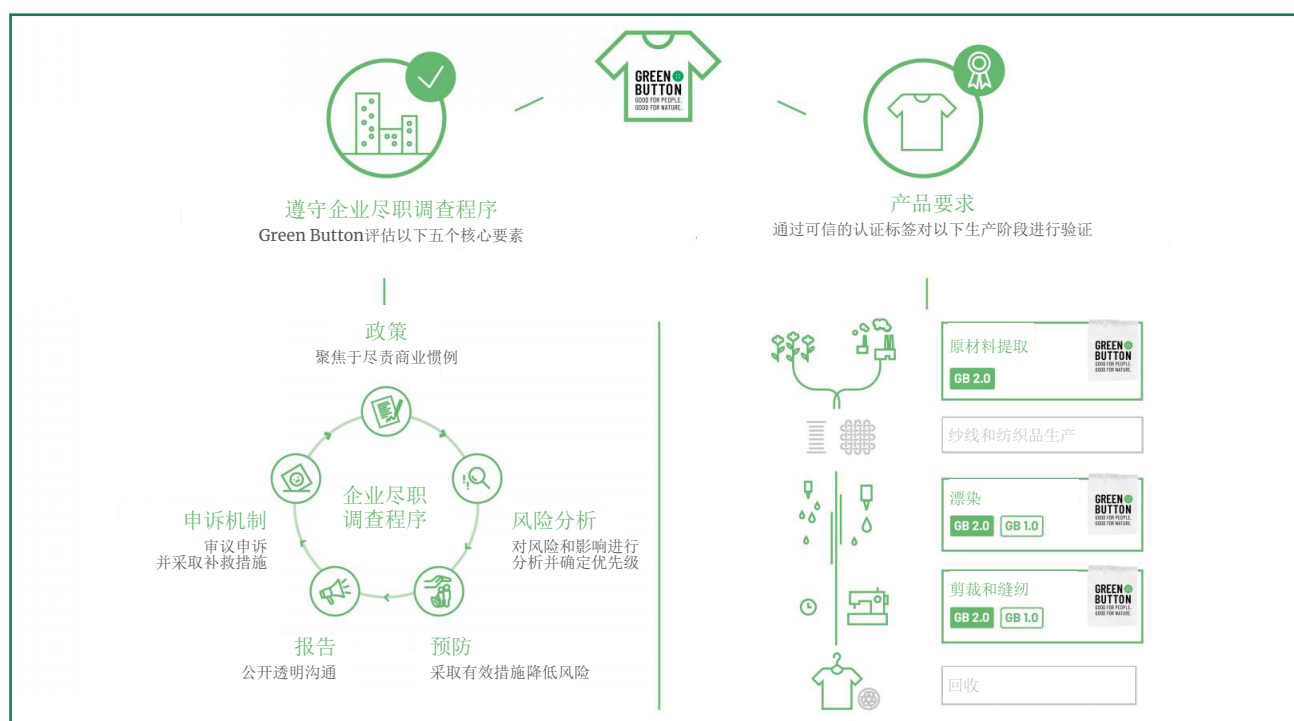 GREEN
BUTTON
GOOD FOR PEOPLE.
GOOD FOR NATURE.
遵守企业尽职调查程序
Green Button评估以下五个核心要素
政策
聚焦于尽责商业惯例
企业尽职
调查程序
风险分析
对风险和影响进行
分析并确定优先级
预防
采取有效措施降低风险
报告
公开透明沟通
申诉机制
审议申诉
并采取补救措施
产品要求
通过可信的认证标签对以下生产阶段进行验证
原材料提取
GB 2.0
GREEN
BUTTON
GOOD FOR PEOPLE.
GOOD FOR NATURE.
纱线和纺织品生产
漂染
GB 2.0 GB 1.0
GREEN
BUTTON
GOOD FOR PEOPLE.
GOOD FOR NATURE.
剪裁和缝纫
GB 2.0 GB 1.0
GREEN
BUTTON
GOOD FOR PEOPLE.
GOOD FOR NATURE.
回收